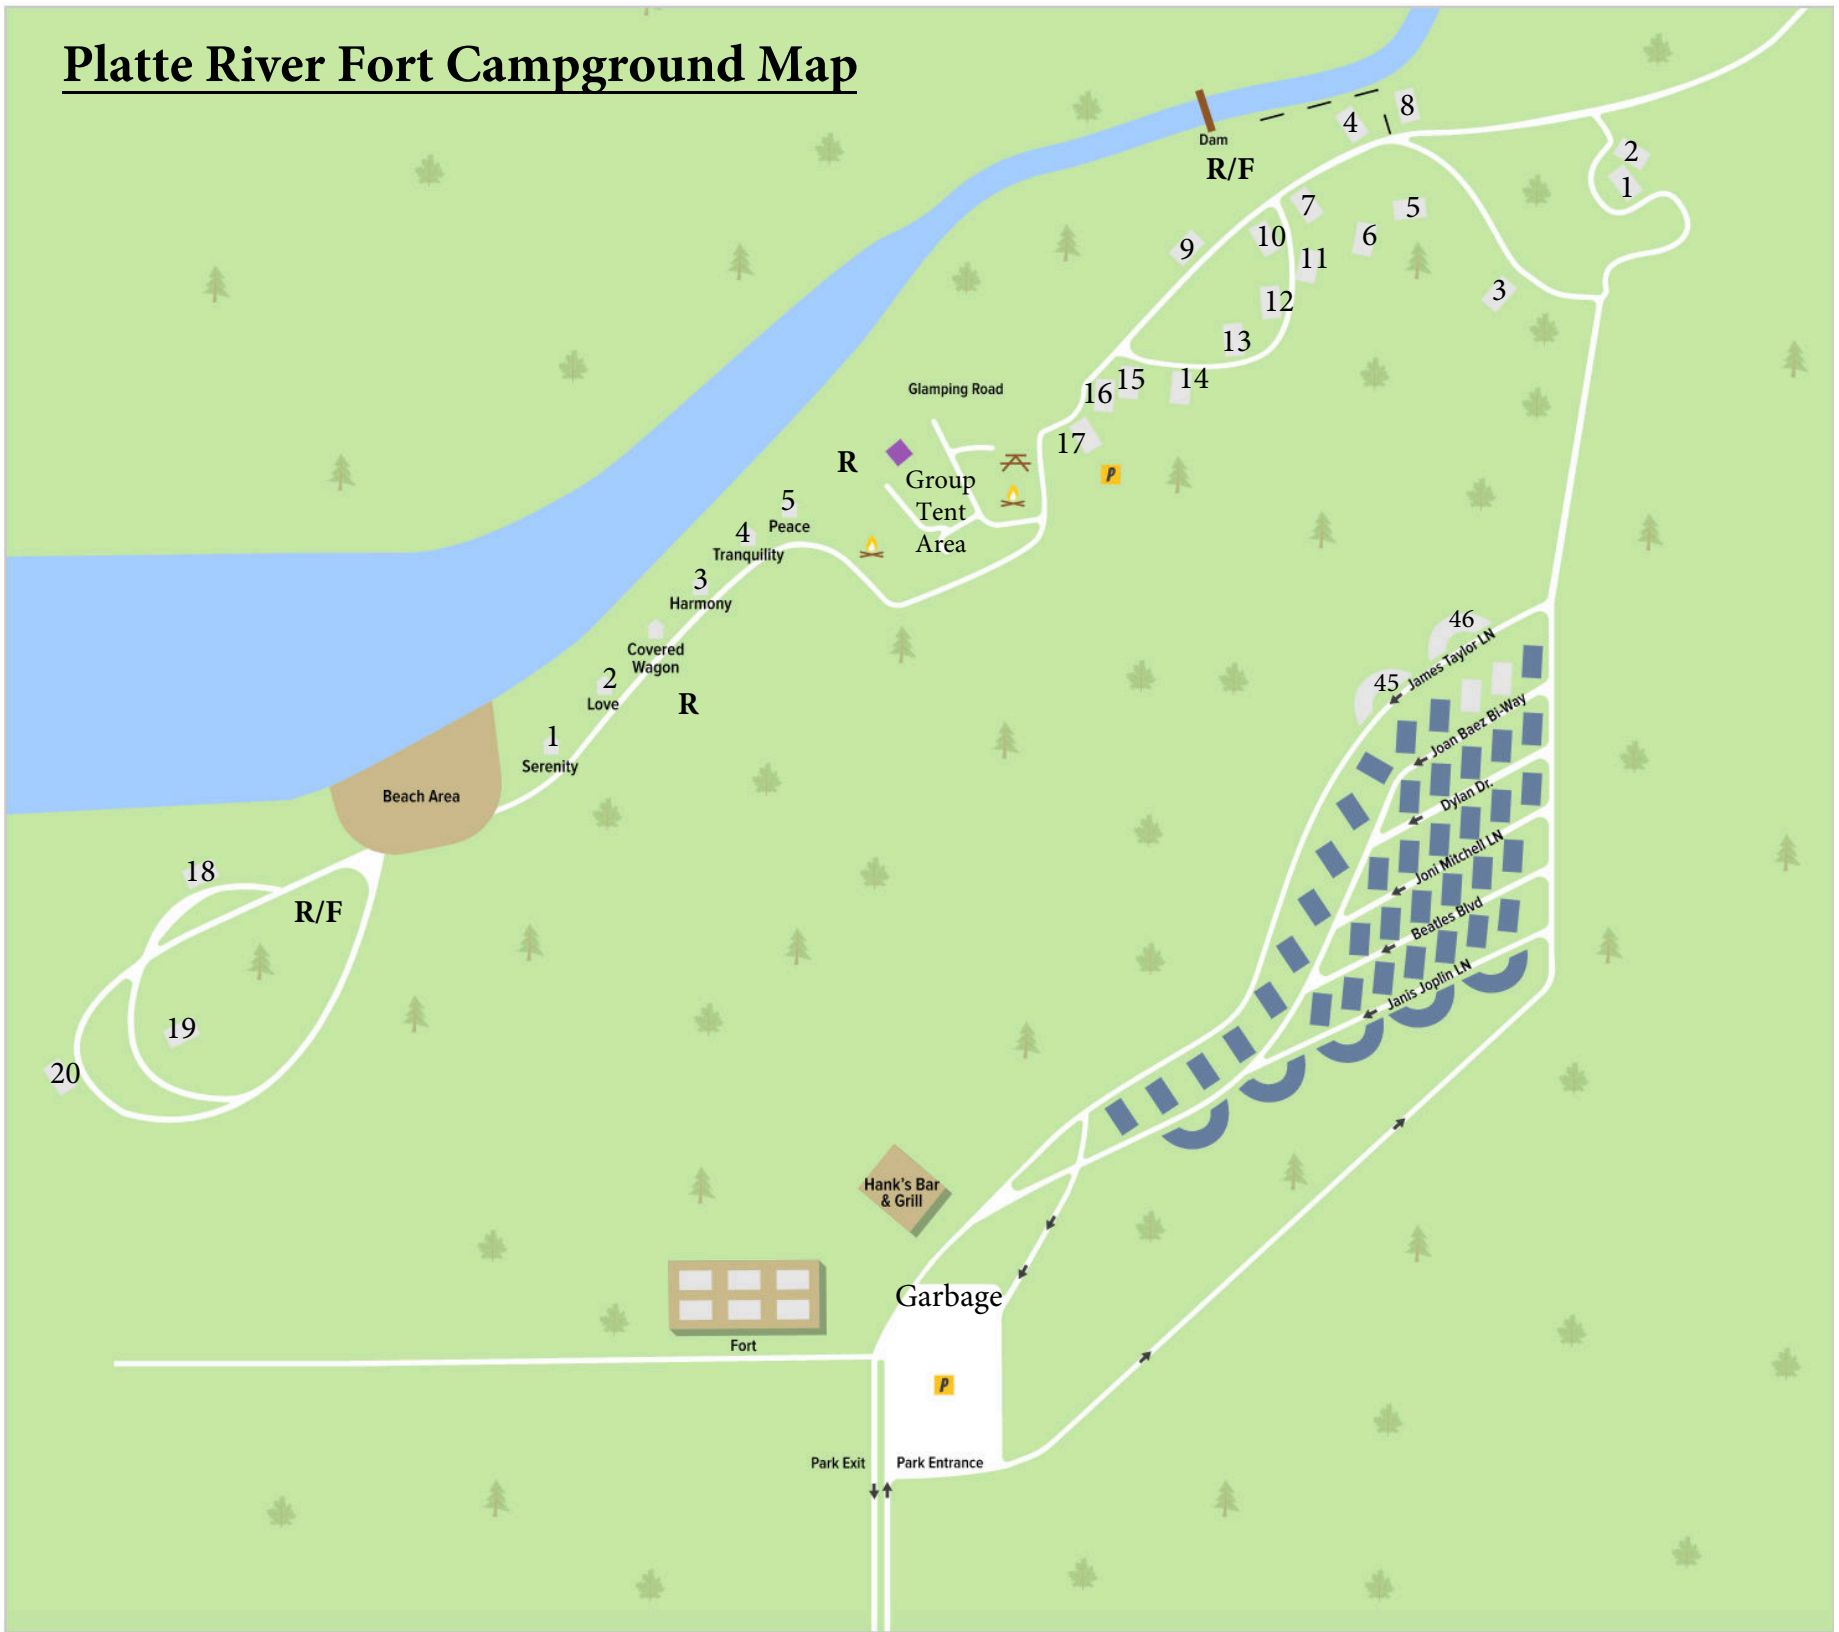 Platte River Fort Campground Map
8
4
Dam
R/F
2
1
7
5
10
6
9
11
3
12
13
15
14
16
Glamping Road
17
R
P
Group
Tent
Area
5
Peace
4
Tranquility
3
Harmony
Covered
Wagon
2
Love
R
1
Serenity
Beach Area
46
James Taylor LN
45
Joan Baez Bi-Way
Dylan Dr.
Joni Mitchell LN
Beatles Blvd
Janis Joplin LN
18
R/F
19
20
Hank's Bar
& Grill
Garbage
Fort
P
Park Exit
Park Entrance